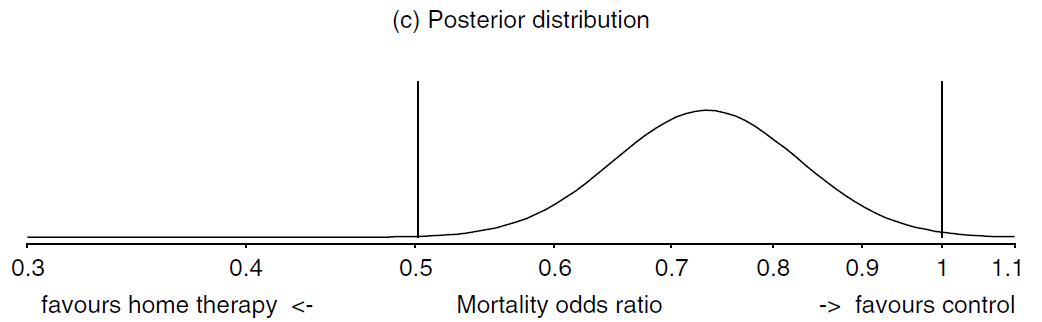 (c) Posterior distribution
0.3 0.4 0.5 0.6 0.7 0.8 0.9 1 1.1
favours home therapy <- Mortality odds ratio -> favours control